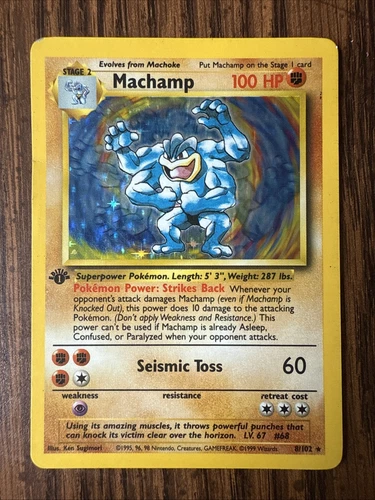 Evolves from Machoke Put Machamp on the Stage 1 card
STAGE 2
Machamp 100 HP
EDITION 1
Superpower Pokémon. Length: 5' 3", Weight: 287 lbs.
Pokémon Power: Strikes Back Whenever your
opponent's attack damages Machamp (even if Machamp is
Knocked Out), this power does 10 damage to the attacking
Pokémon. (Don't apply Weakness and Resistance.) This
power can't be used if Machamp is already Asleep,
Confused, or Paralyzed when your opponent attacks.
Seismic Toss 60
weakness resistance retreat cost
Using its amazing muscles, it throws powerful punches that
can knock its victim clear over the horizon. LV. 67 #68
Illus. Ken Sugimori ©1995, 96, 98 Nintendo, Creatures, GAMEFREAK. ©1999 Wizards. 8/102